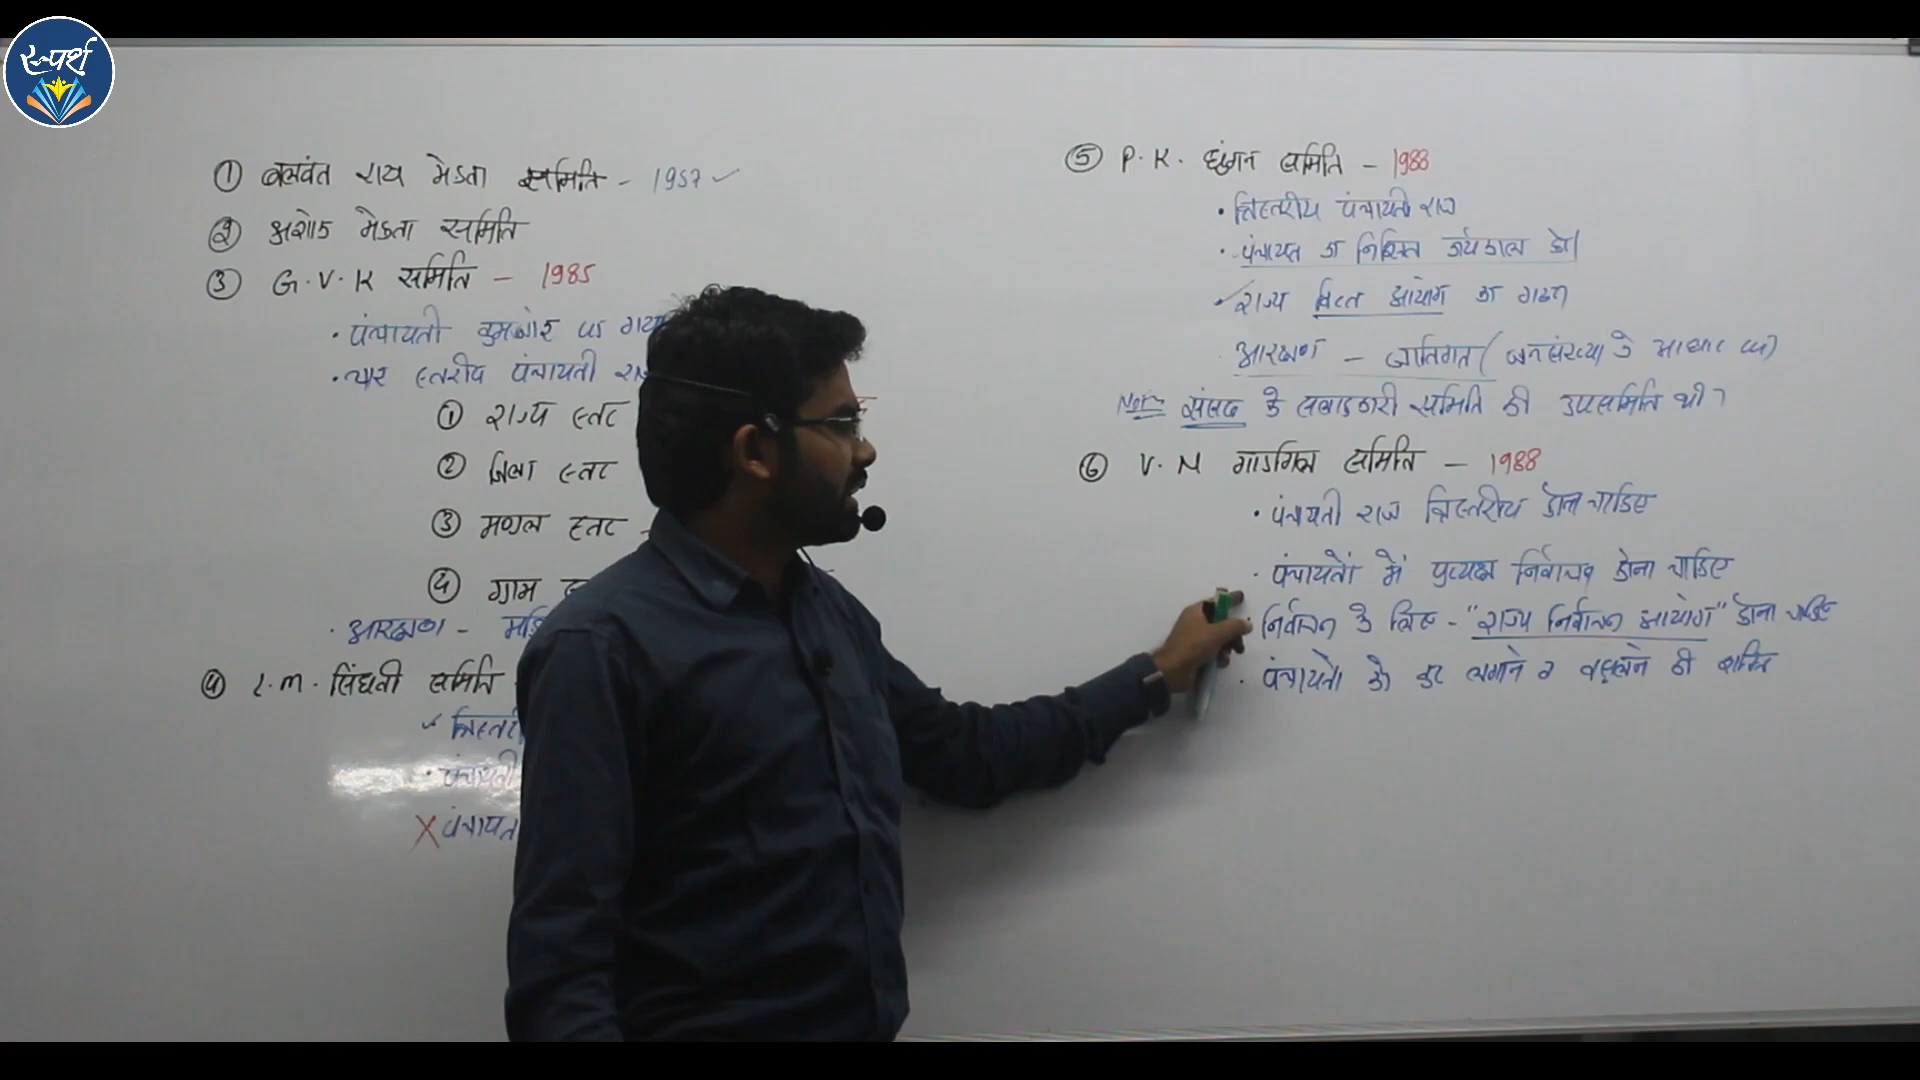 स्पर्श
① बलवंत राय मेहता समिति - 1957 ✓
② अशोक मेहता समिति
③ G.V.K समिति - 1985
• पंचायती कमजोर पड़ गया
• चार स्तरीय पंचायती रा
① राज्य स्तर
② जिला स्तर
③ मण्डल स्तर
④ ग्राम
• आरक्षण - महि
④ L.M. सिंघवी समिति
✓ त्रिस्तरी
• पंचायती
X पंचायत
⑤ P.K. थुंगन समिति - 1988
• त्रिस्तरीय पंचायती राज
• पंचायत का निश्चित कार्यकाल हो।
✓ राज्य वित्त आयोग का गठन
• आरक्षण - जातिगत (जनसंख्या के आधार पर)
Note संसद के सलाहकारी समिति की उपसमिति थी।
⑥ V.N गाडगिल समिति - 1988
• पंचायती राज त्रिस्तरीय होना चाहिए
• पंचायतों में प्रत्यक्ष निर्वाचन होना चाहिए
• निर्वाचन के लिए - "राज्य निर्वाचन आयोग" होना चाहिए
• पंचायतों को कर लगाने व वसूलने की शक्ति